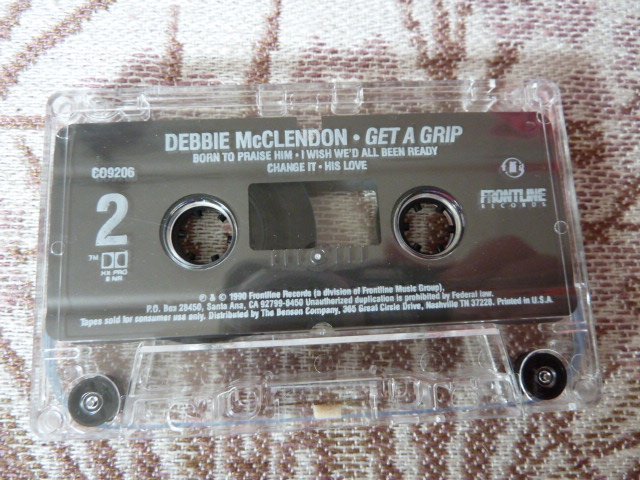 DEBBIE McCLENDON • GET A GRIP
BORN TO PRAISE HIM • I WISH WE'D ALL BEEN READY
CHANGE IT • HIS LOVE
CO9206
2
FRONTLINE
RECORDS
TM
HX PRO
B NR
℗ & © 1990 Frontline Records (a division of Frontline Music Group),
P.O. Box 28450, Santa Ana, CA 92799-8450 Unauthorized duplication is prohibited by Federal law.
Tapes sold for consumer use only. Distributed by The Benson Company, 365 Great Circle Drive, Nashville TN 37228. Printed in U.S.A.